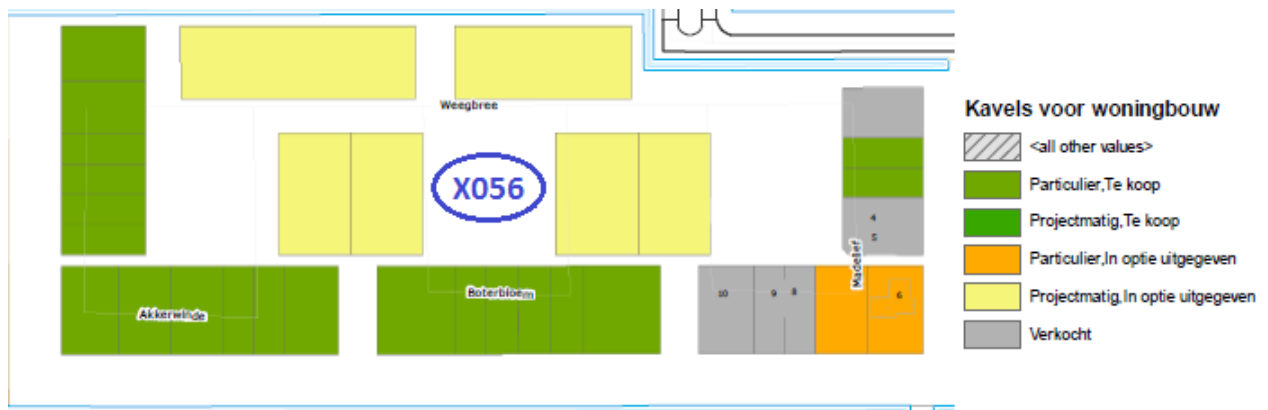 Weegbree
X056
4
5
Madelief
Akkerwinde
Boterbloem
10
9
8
6
Kavels voor woningbouw
<all other values>
Particulier,Te koop
Projectmatig,Te koop
Particulier,In optie uitgegeven
Projectmatig,In optie uitgegeven
Verkocht